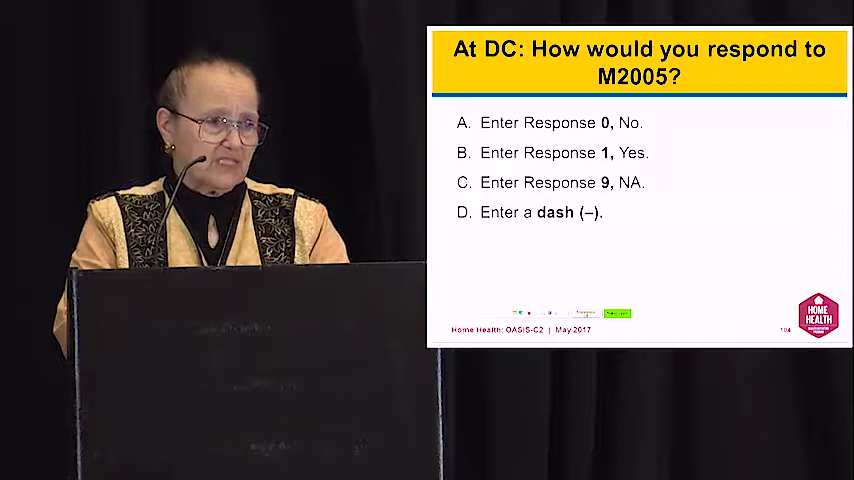 At DC: How would you respond to
M2005?
A. Enter Response 0, No.
B. Enter Response 1, Yes.
C. Enter Response 9, NA.
D. Enter a dash (–).
HOME
HEALTH
Home Health: OASIS-C2 | May 2017